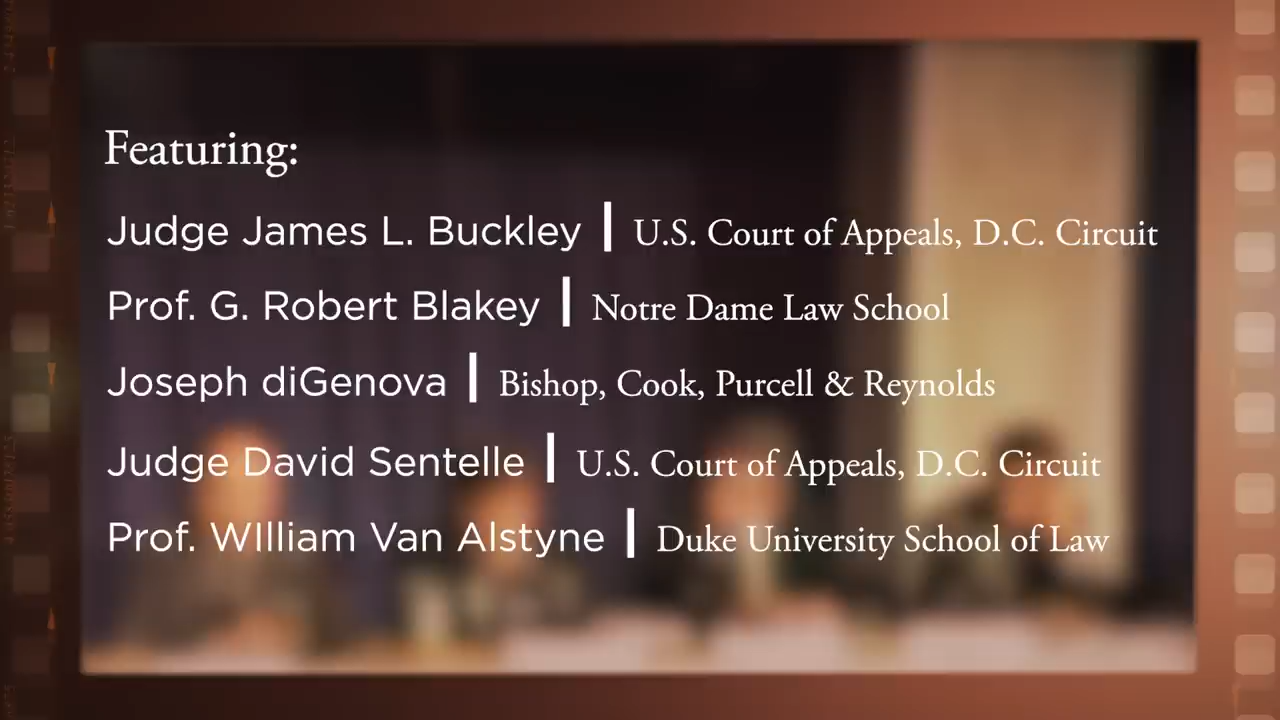 Featuring:
Judge James L. Buckley | U.S. Court of Appeals, D.C. Circuit
Prof. G. Robert Blakey | Notre Dame Law School
Joseph diGenova | Bishop, Cook, Purcell & Reynolds
Judge David Sentelle | U.S. Court of Appeals, D.C. Circuit
Prof. WIlliam Van Alstyne | Duke University School of Law